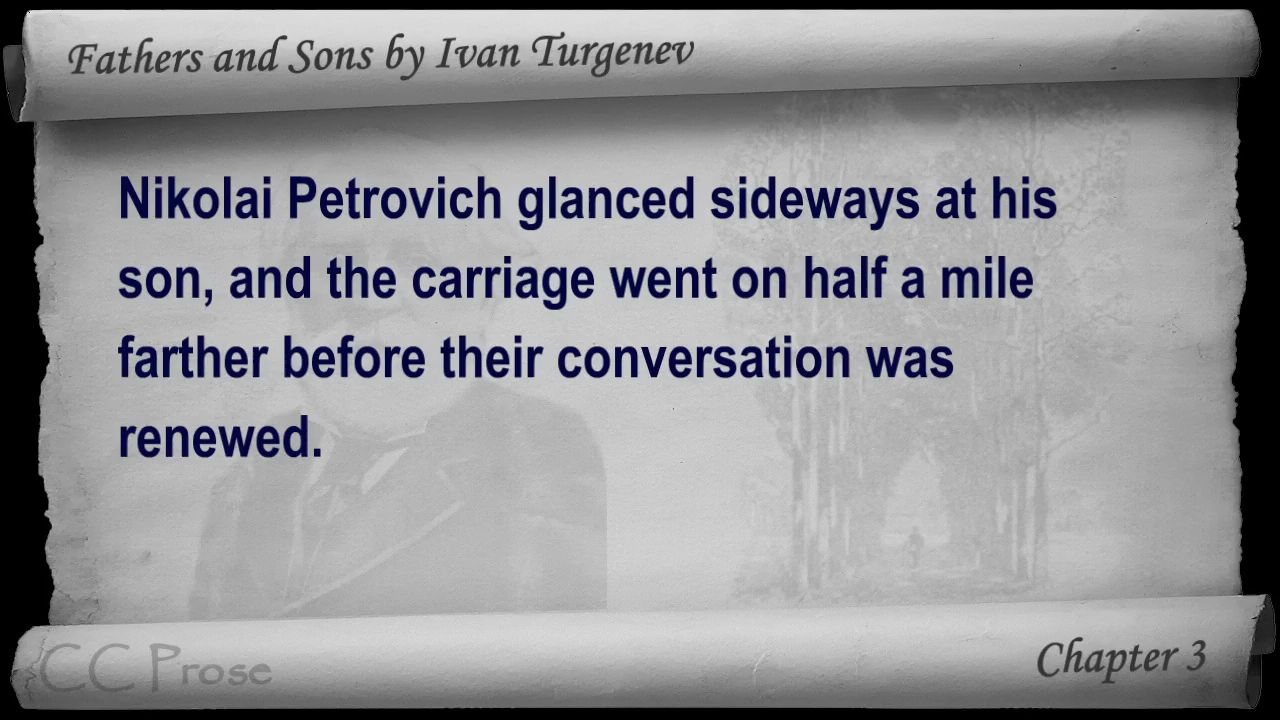 Fathers and Sons by Ivan Turgenev
Nikolai Petrovich glanced sideways at his
son, and the carriage went on half a mile
farther before their conversation was
renewed.
CC Prose
Chapter 3